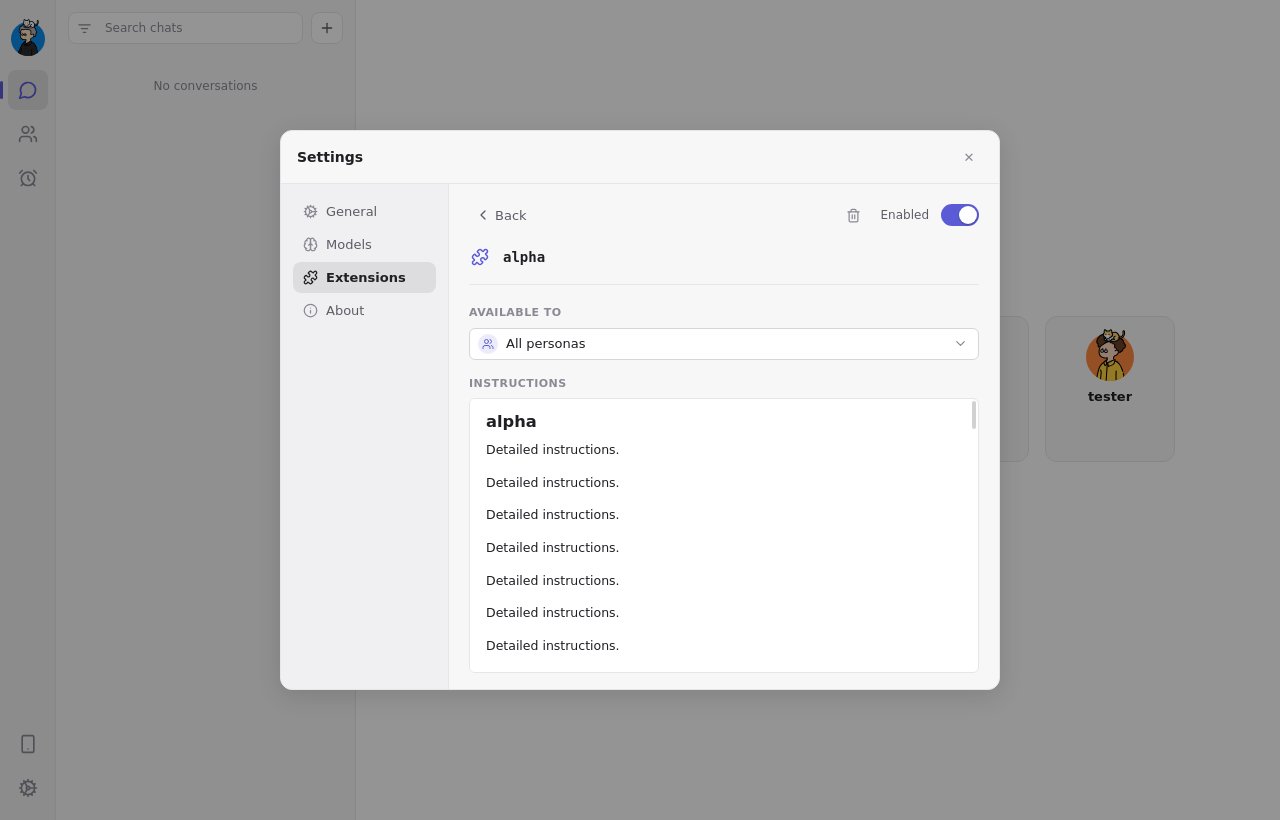 Search chats
No conversations
Settings
General
Models
Extensions
About
Back
Enabled
alpha
AVAILABLE TO
All personas
INSTRUCTIONS
alpha
Detailed instructions.
Detailed instructions.
Detailed instructions.
Detailed instructions.
Detailed instructions.
Detailed instructions.
Detailed instructions.
tester